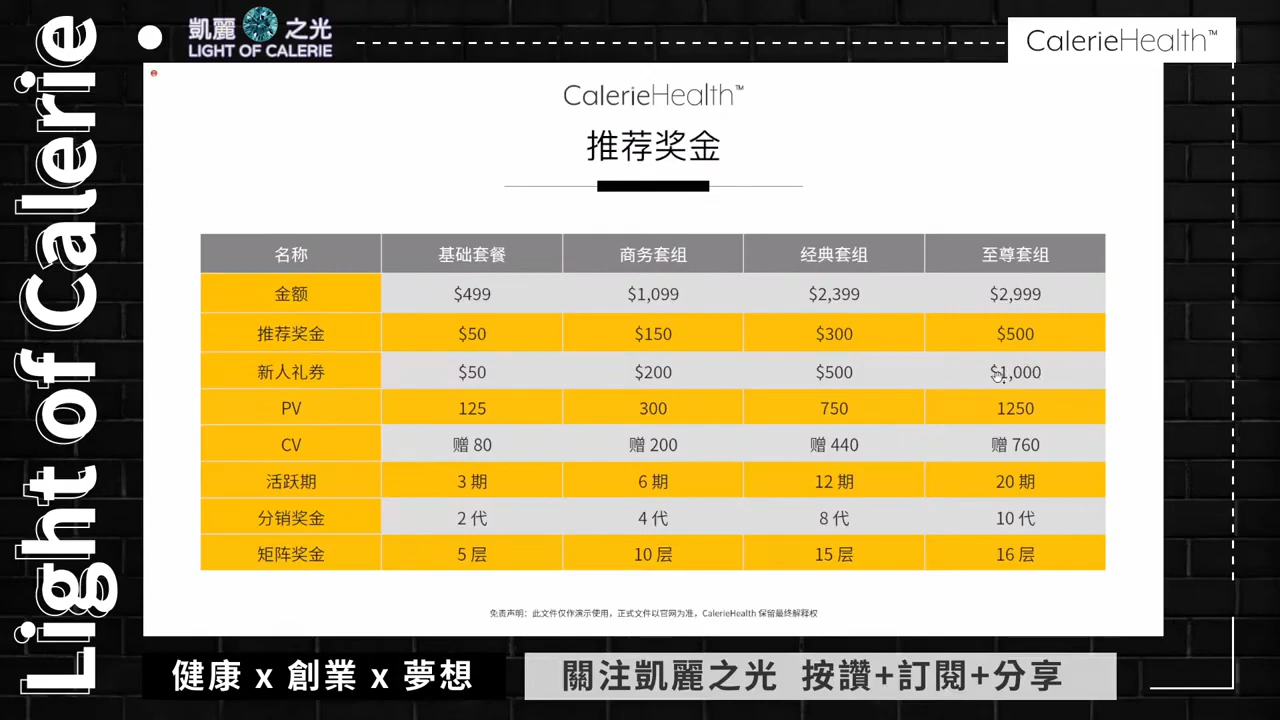 Light of Calerie
凱麗之光
LIGHT OF CALERIE
CalerieHealth™
CalerieHealth™
推荐奖金
名称 基础套餐 商务套组 经典套组 至尊套组
金额 $499 $1,099 $2,399 $2,999
推荐奖金 $50 $150 $300 $500
新人礼券 $50 $200 $500 $1,000
PV 125 300 750 1250
CV 赠 80 赠 200 赠 440 赠 760
活跃期 3 期 6 期 12 期 20 期
分销奖金 2 代 4 代 8 代 10 代
矩阵奖金 5 层 10 层 15 层 16 层
免责声明：此文件仅作演示使用，正式文件以官网为准，CalerieHealth 保留最终解释权
健康 x 創業 x 夢想
關注凱麗之光 按讚+訂閱+分享